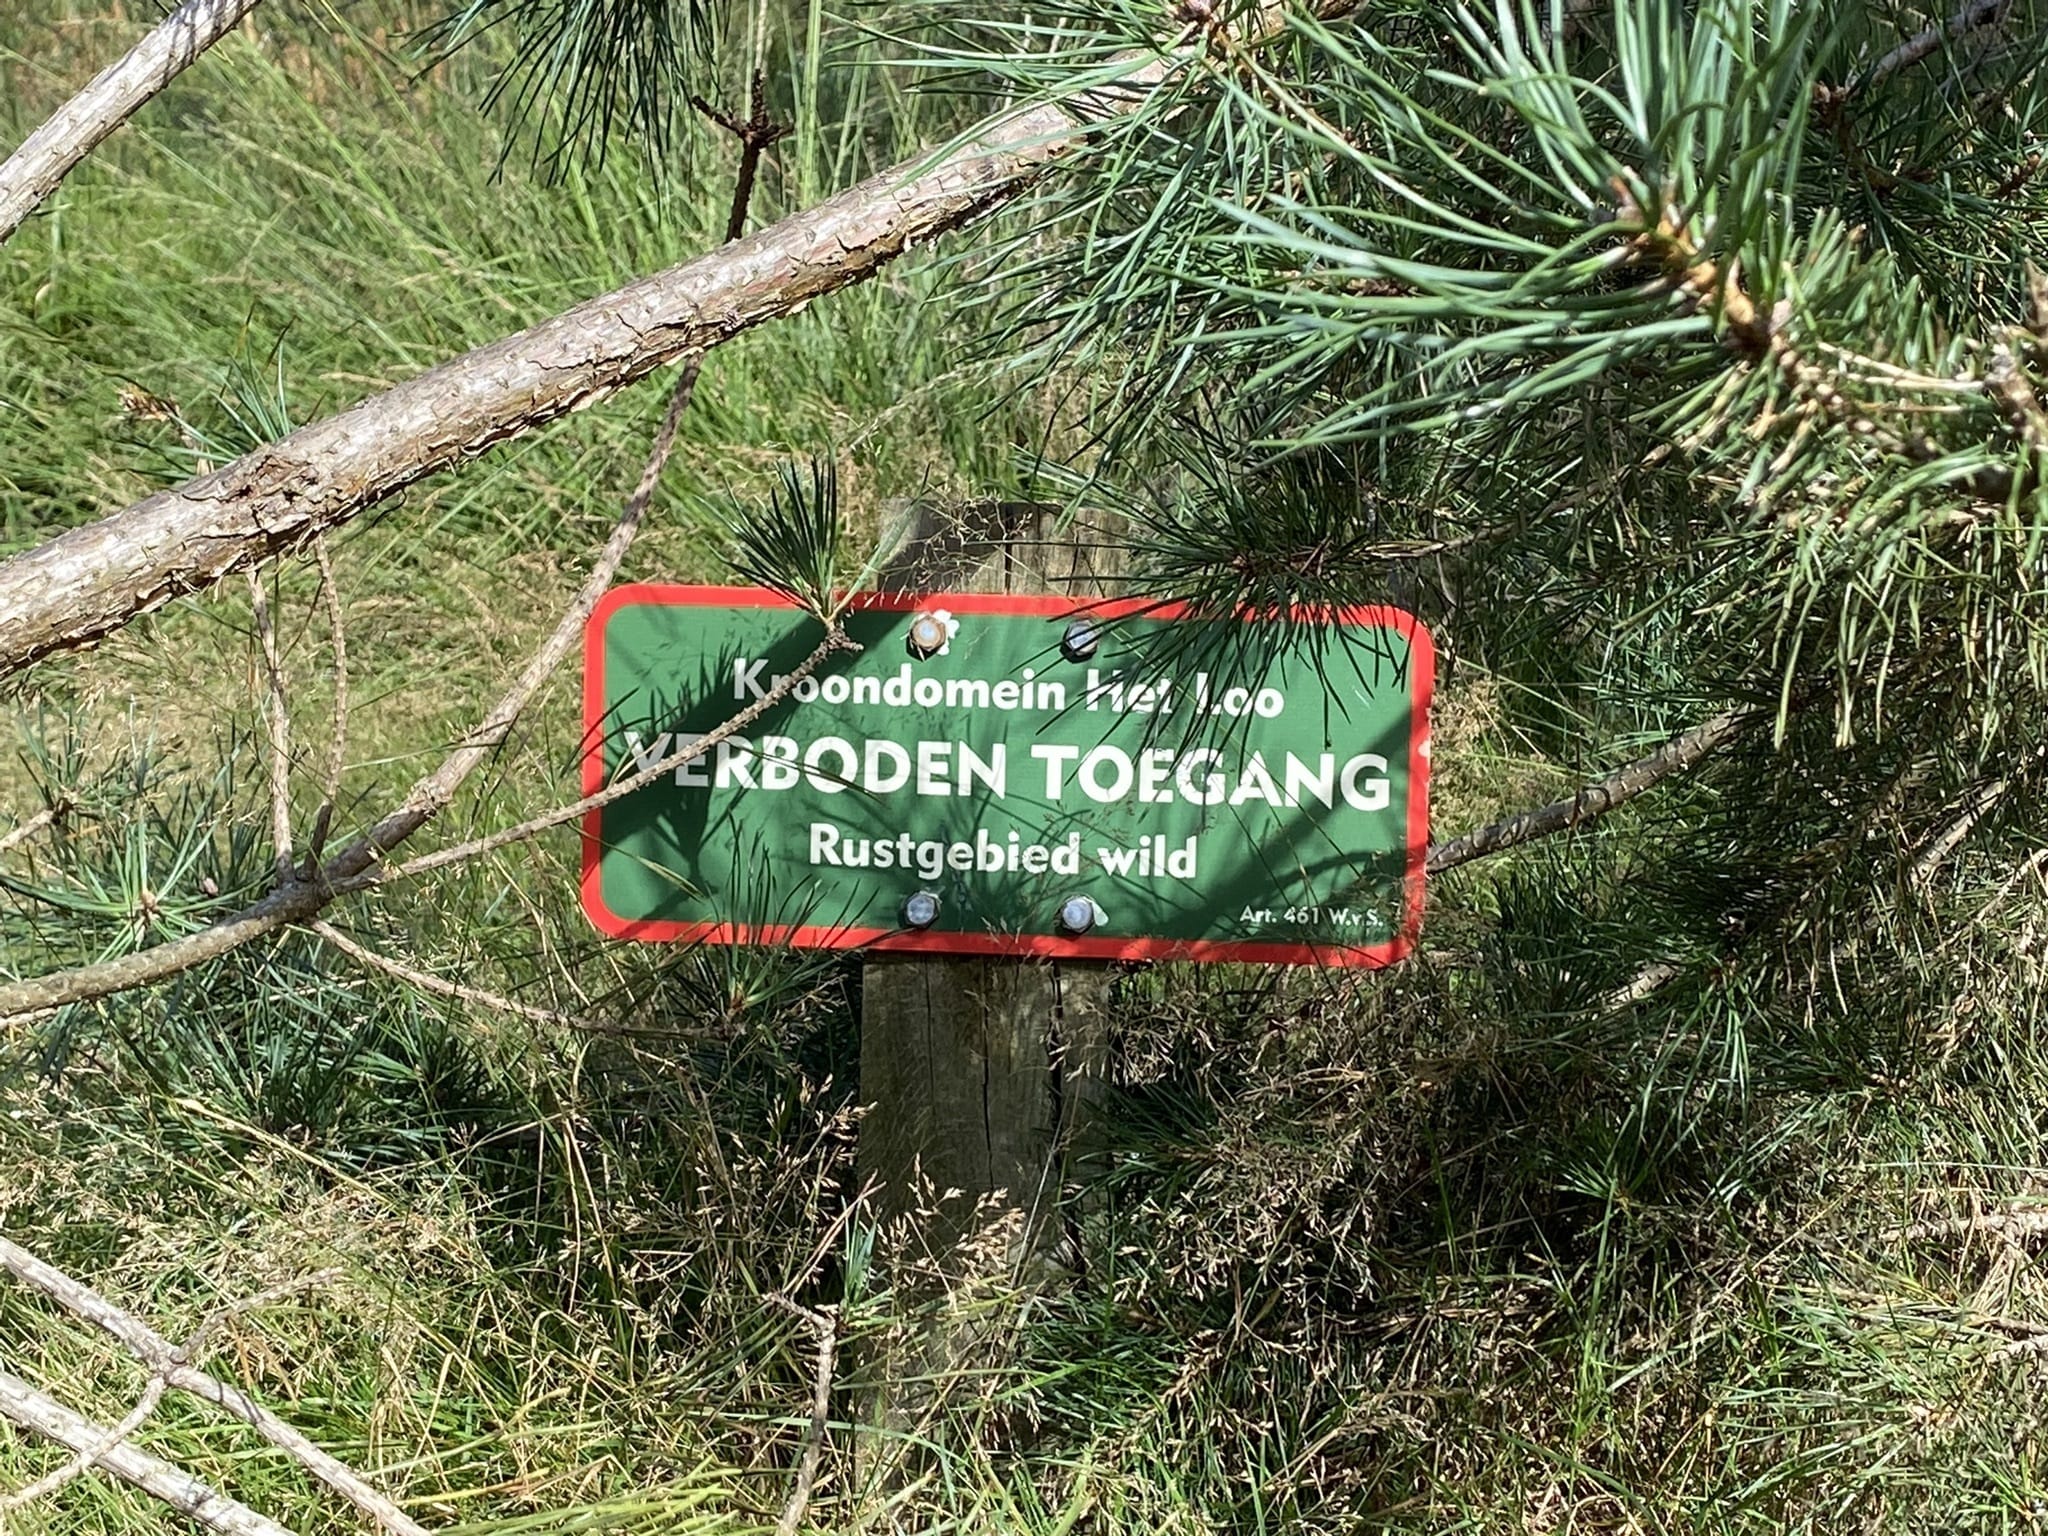 Kroondomein Het Loo
VERBODEN TOEGANG
Rustgebied wild
Art. 461 W.v.S.